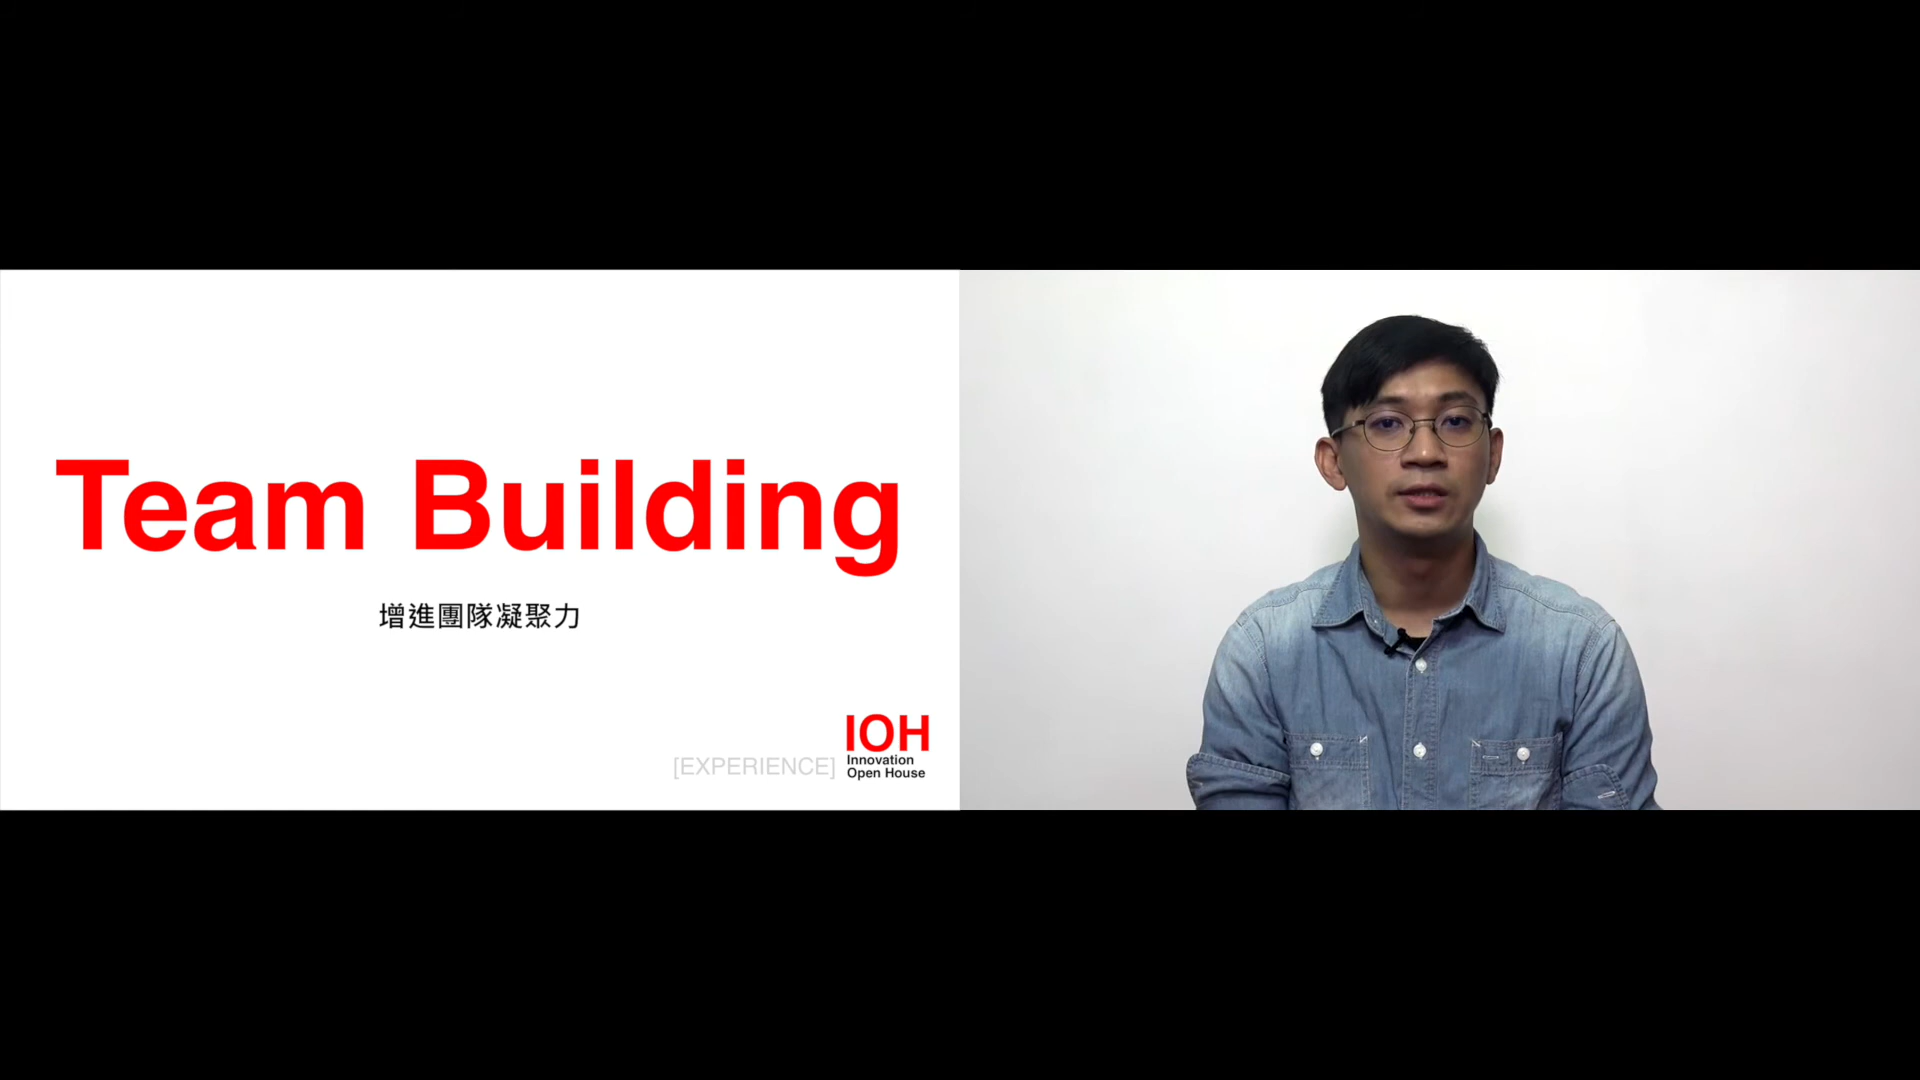 Team Building
增進團隊凝聚力
[EXPERIENCE]
IOH
Innovation
Open House